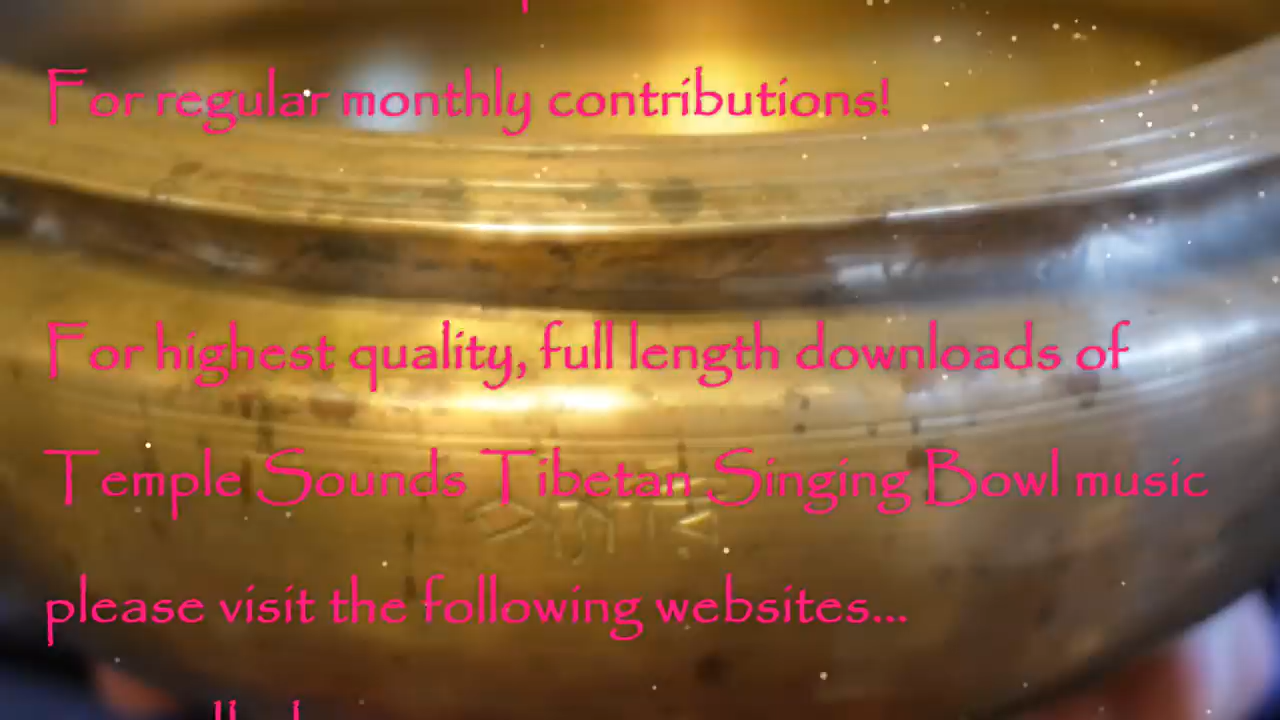 For regular monthly contributions!
For highest quality, full length downloads of
Temple Sounds Tibetan Singing Bowl music
please visit the following websites...